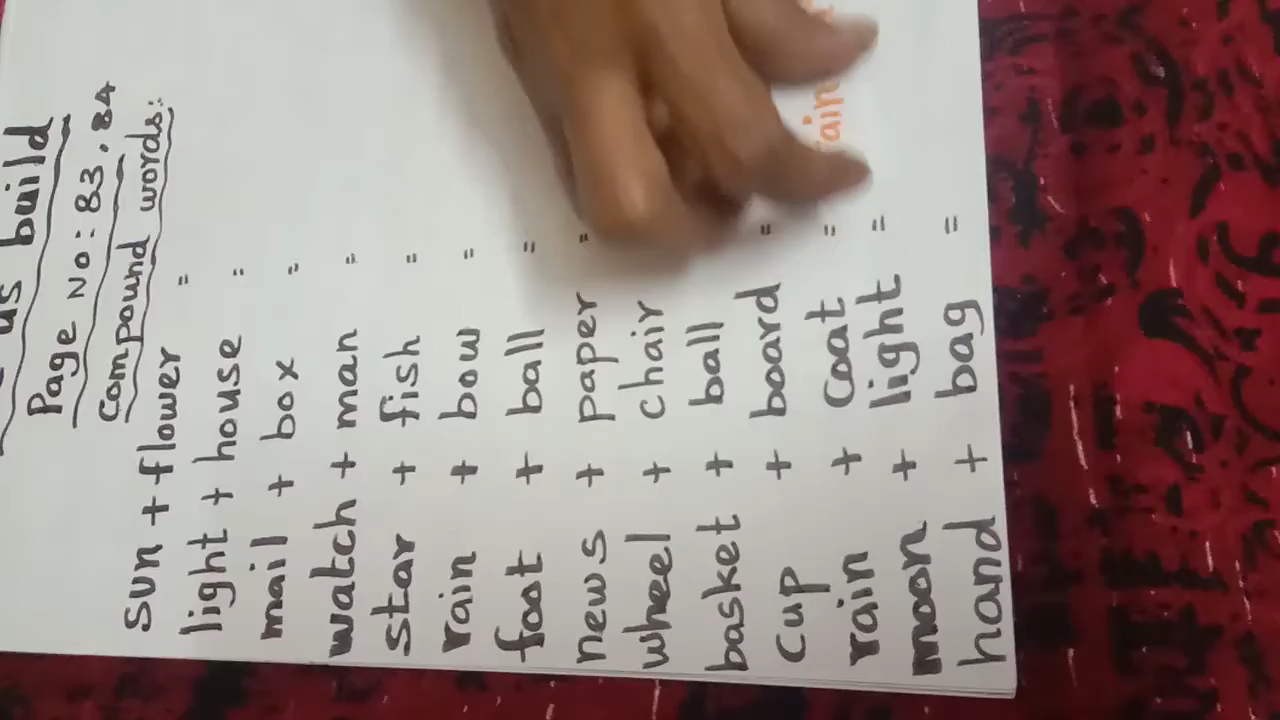 us build
Page No: 83, 84
Compound words:
sun + flower =
light + house =
mail + box =
watch + man =
star + fish =
rain + bow =
foot + ball =
news + paper =
wheel + chair
basket + ball
cup + board =
rain + coat =
moon + light =
hand + bag =